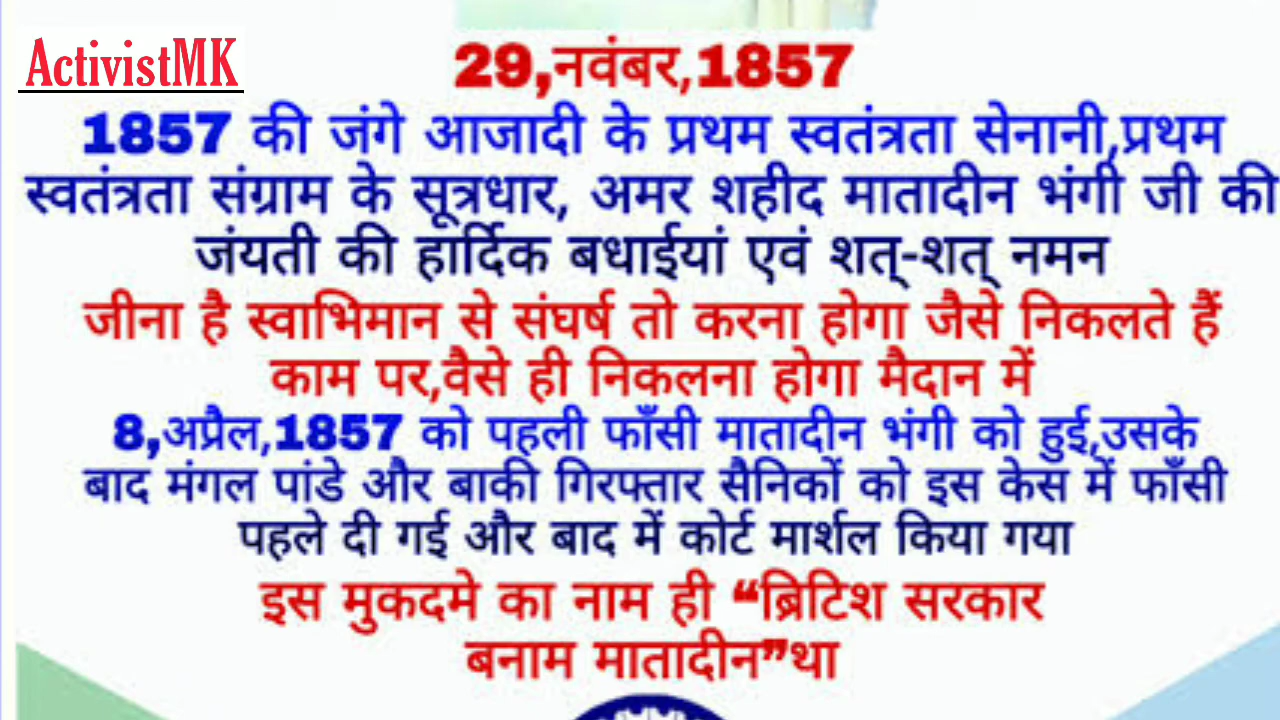 ActivistMK
29,नवंबर,1857
1857 की जंगे आजादी के प्रथम स्वतंत्रता सेनानी,प्रथम
स्वतंत्रता संग्राम के सूत्रधार, अमर शहीद मातादीन भंगी जी की
जंयती की हार्दिक बधाईयां एवं शत्-शत् नमन
जीना है स्वाभिमान से संघर्ष तो करना होगा जैसे निकलते हैं
काम पर,वैसे ही निकलना होगा मैदान में
8,अप्रैल,1857 को पहली फाँसी मातादीन भंगी को हुई,उसके
बाद मंगल पांडे और बाकी गिरफ्तार सैनिकों को इस केस में फाँसी
पहले दी गई और बाद में कोर्ट मार्शल किया गया
इस मुकदमे का नाम ही “ब्रिटिश सरकार
बनाम मातादीन”था